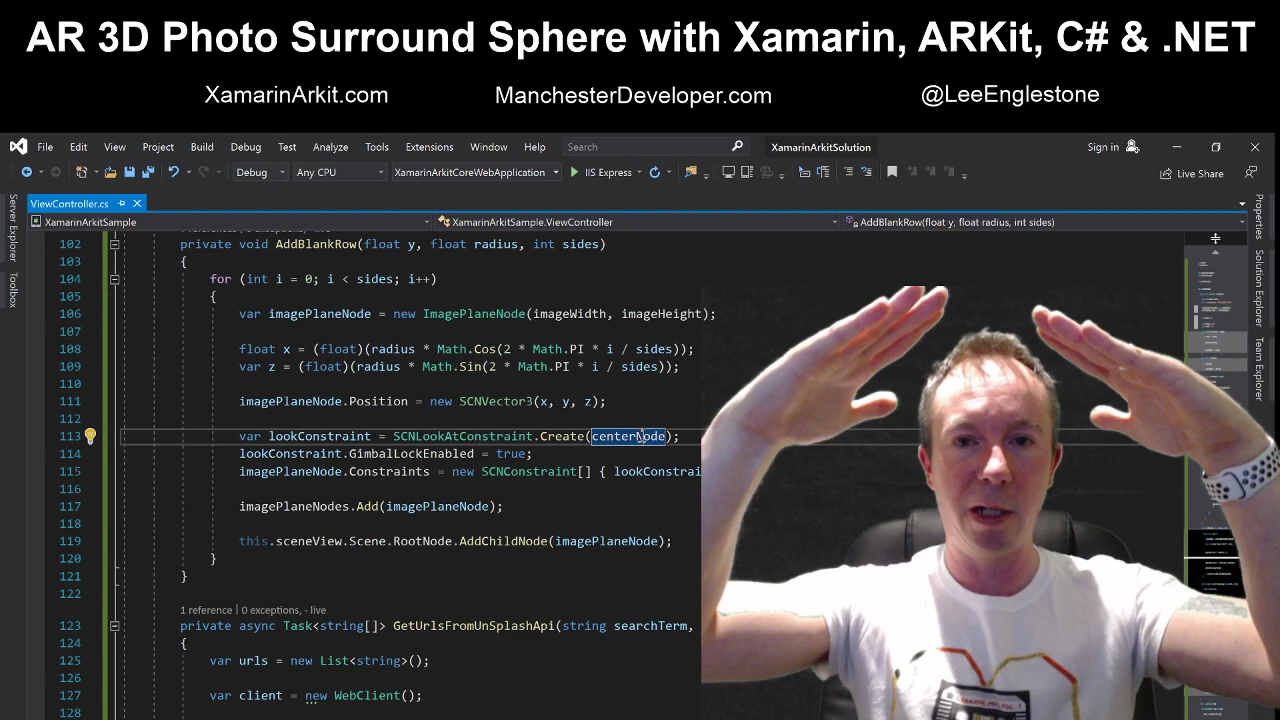 AR 3D Photo Surround Sphere with Xamarin, ARKit, C# & .NET
XamarinArkit.com ManchesterDeveloper.com @LeeEnglestone
File Edit View Project Build Debug Test Analyze Tools Extensions Window Help Search XamarinArkitSolution Sign in
Debug Any CPU XamarinArkitCoreWebApplication IIS Express Live Share
ViewController.cs
XamarinArkitSample XamarinArkitSample.ViewController AddBlankRow(float y, float radius, int sides)
Server Explorer
Toolbox
Properties
Solution Explorer
Team Explorer
102 private void AddBlankRow(float y, float radius, int sides)
103 {
104 for (int i = 0; i < sides; i++)
105 {
106 var imagePlaneNode = new ImagePlaneNode(imageWidth, imageHeight);
107
108 float x = (float)(radius * Math.Cos(2 * Math.PI * i / sides));
109 var z = (float)(radius * Math.Sin(2 * Math.PI * i / sides));
110
111 imagePlaneNode.Position = new SCNVector3(x, y, z);
112
113 var lookConstraint = SCNLookAtConstraint.Create(centerNode);
114 lookConstraint.GimbalLockEnabled = true;
115 imagePlaneNode.Constraints = new SCNConstraint[] { lookConstrai
116
117 imagePlaneNodes.Add(imagePlaneNode);
118
119 this.sceneView.Scene.RootNode.AddChildNode(imagePlaneNode);
120 }
121 }
122
1 reference | 0 exceptions, - live
123 private async Task<string[]> GetUrlsFromUnSplashApi(string searchTerm,
124 {
125 var urls = new List<string>();
126
127 var client = new WebClient();
128